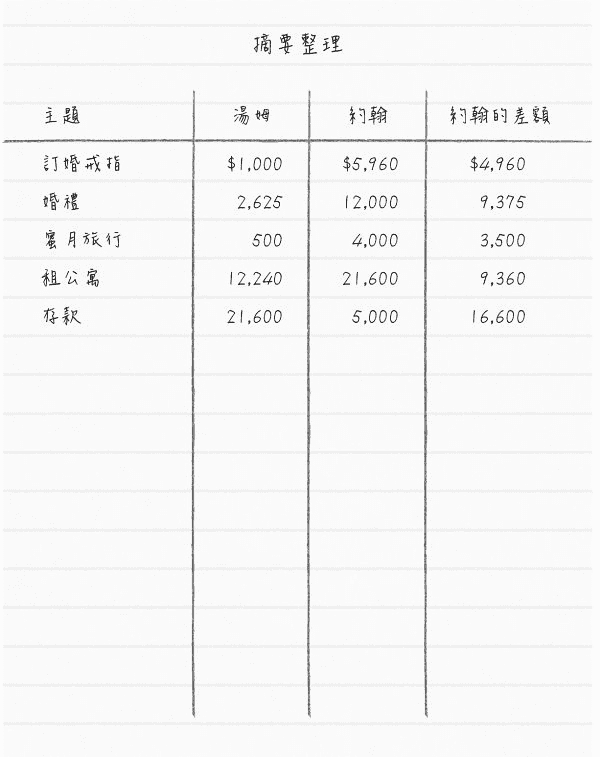 摘要整理
主題 湯姆 約翰 約翰的差額
訂婚戒指 $1,000 $5,960 $4,960
婚禮 2,625 12,000 9,375
蜜月旅行 500 4,000 3,500
租公寓 12,240 21,600 9,360
存款 21,600 5,000 16,600